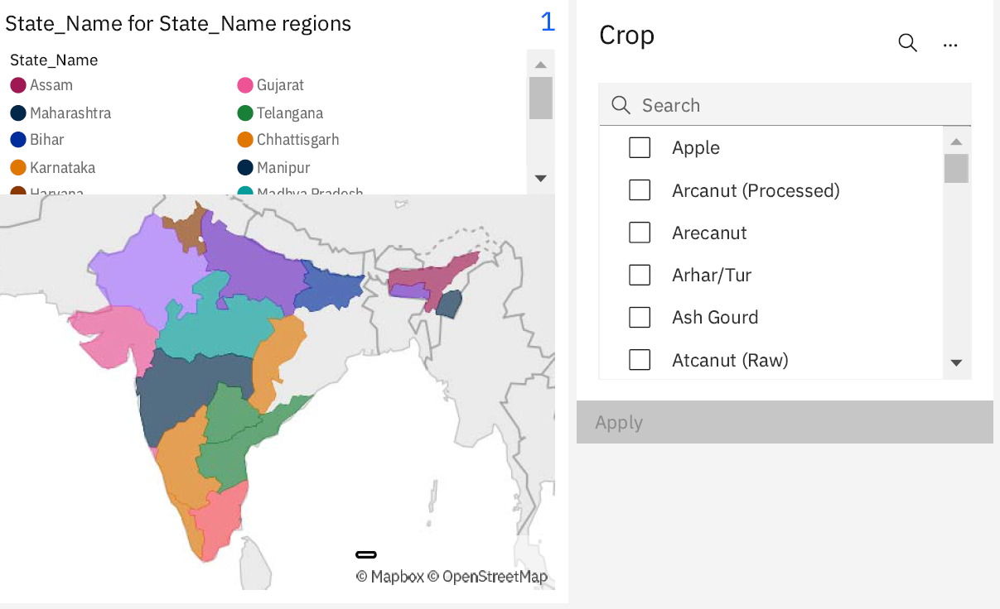 State_Name for State_Name regions
1
State_Name
Assam
Gujarat
Maharashtra
Telangana
Bihar
Chhattisgarh
Karnataka
Manipur
Haryana
Madhya Pradesh
© Mapbox © OpenStreetMap
Crop
...
Search
Apple
Arcanut (Processed)
Arecanut
Arhar/Tur
Ash Gourd
Atcanut (Raw)
Apply